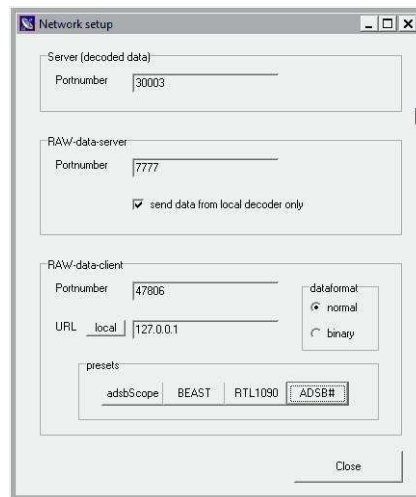 Network setup
Server (decoded data)
Portnumber 30003
RAW-data-server
Portnumber 7777
send data from local decoder only
RAW-data-client
Portnumber 47806
dataformat
normal
URL local 127.0.0.1
binary
presets
adsbScope BEAST RTL1090 ADSB#
Close